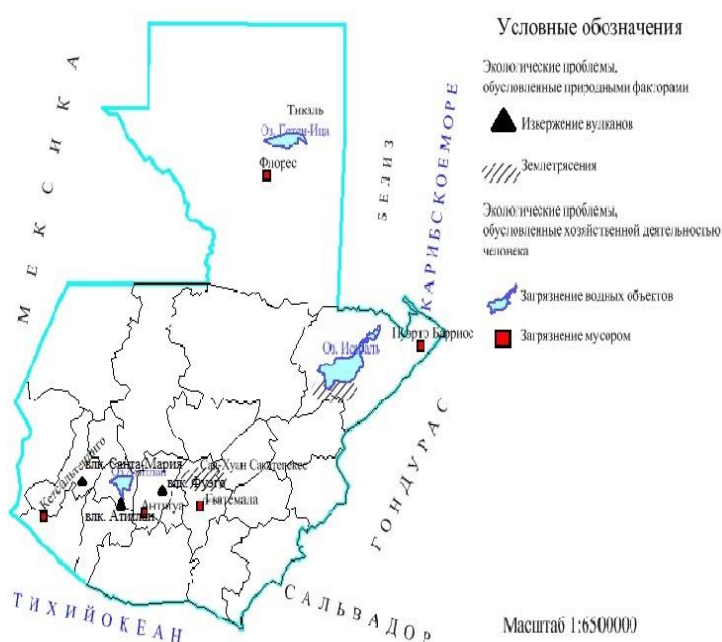 Условные обозначения
Экологические проблемы,
обусловленные природными факторами
Извержение вулканов
Землетрясения
Экологические проблемы,
обусловленные хозяйственной деятельностью
человека
Загрязнение водных объектов
Загрязнение мусором
МЕКСИКА
Тикаль
Оз. Петен-Ица
Флорес
БЕЛИЗ
КАРИБСКОЕ МОРЕ
Оз. Исабаль
Пуэрто Барриос
Кетсальтенанго
влк. Санта-Мария
Сан-Хуан Сакатепекес
влк. Фуэго
влк. Атитлан
Антигуа
Гватемала
ГОНДУРАС
САЛЬВАДОР
ТИХИЙ ОКЕАН
Масштаб 1:6500000